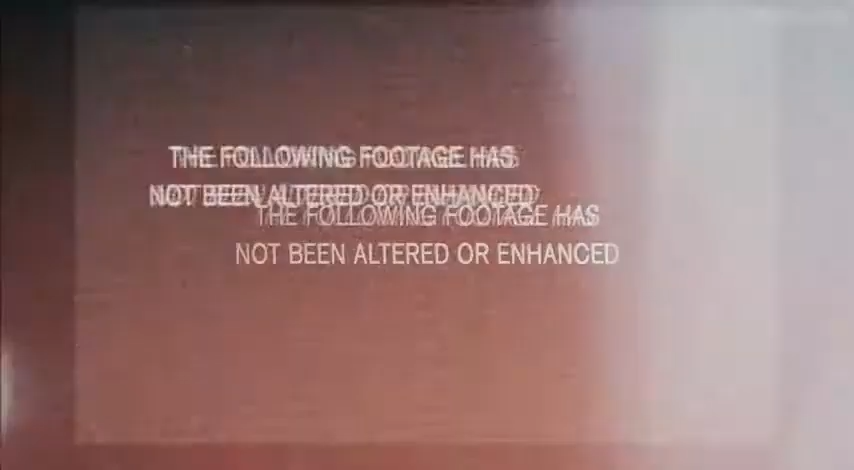 THE FOLLOWING FOOTAGE HAS
NOT BEEN ALTERED OR ENHANCED
THE FOLLOWING FOOTAGE HAS
NOT BEEN ALTERED OR ENHANCED